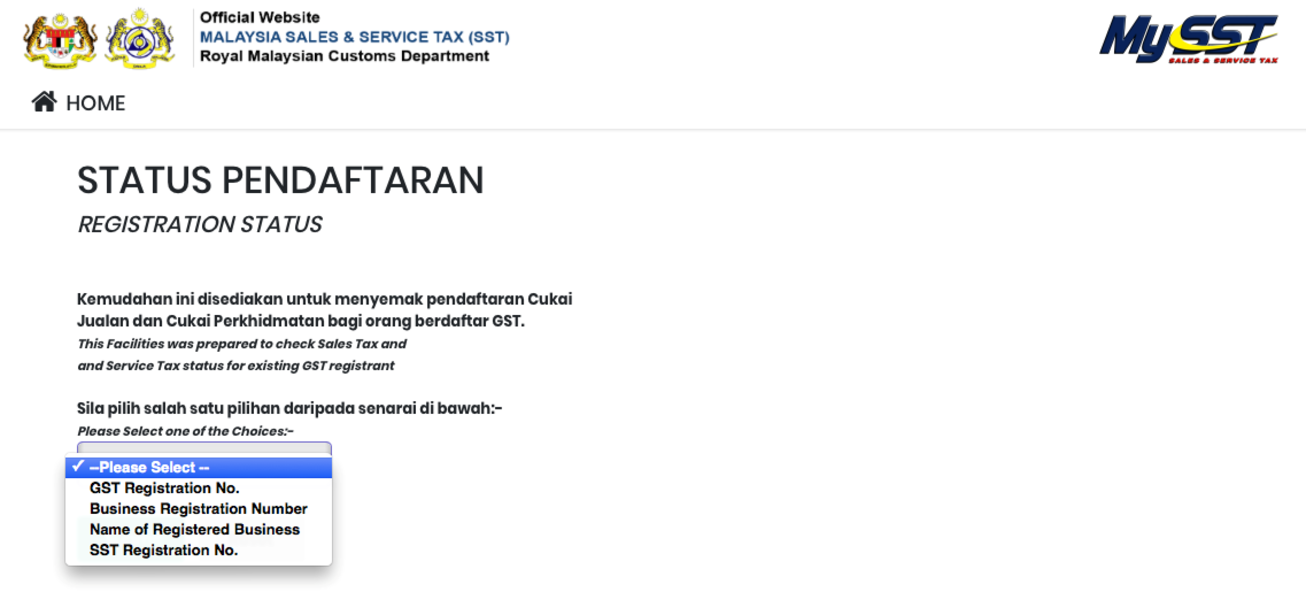 Official Website
MALAYSIA SALES & SERVICE TAX (SST)
Royal Malaysian Customs Department
MySST
SALES & SERVICE TAX
HOME
STATUS PENDAFTARAN
REGISTRATION STATUS
Kemudahan ini disediakan untuk menyemak pendaftaran Cukai
Jualan dan Cukai Perkhidmatan bagi orang berdaftar GST.
This Facilities was prepared to check Sales Tax and
and Service Tax status for existing GST registrant
Sila pilih salah satu pilihan daripada senarai di bawah:-
Please Select one of the Choices:-
✓ --Please Select --
GST Registration No.
Business Registration Number
Name of Registered Business
SST Registration No.